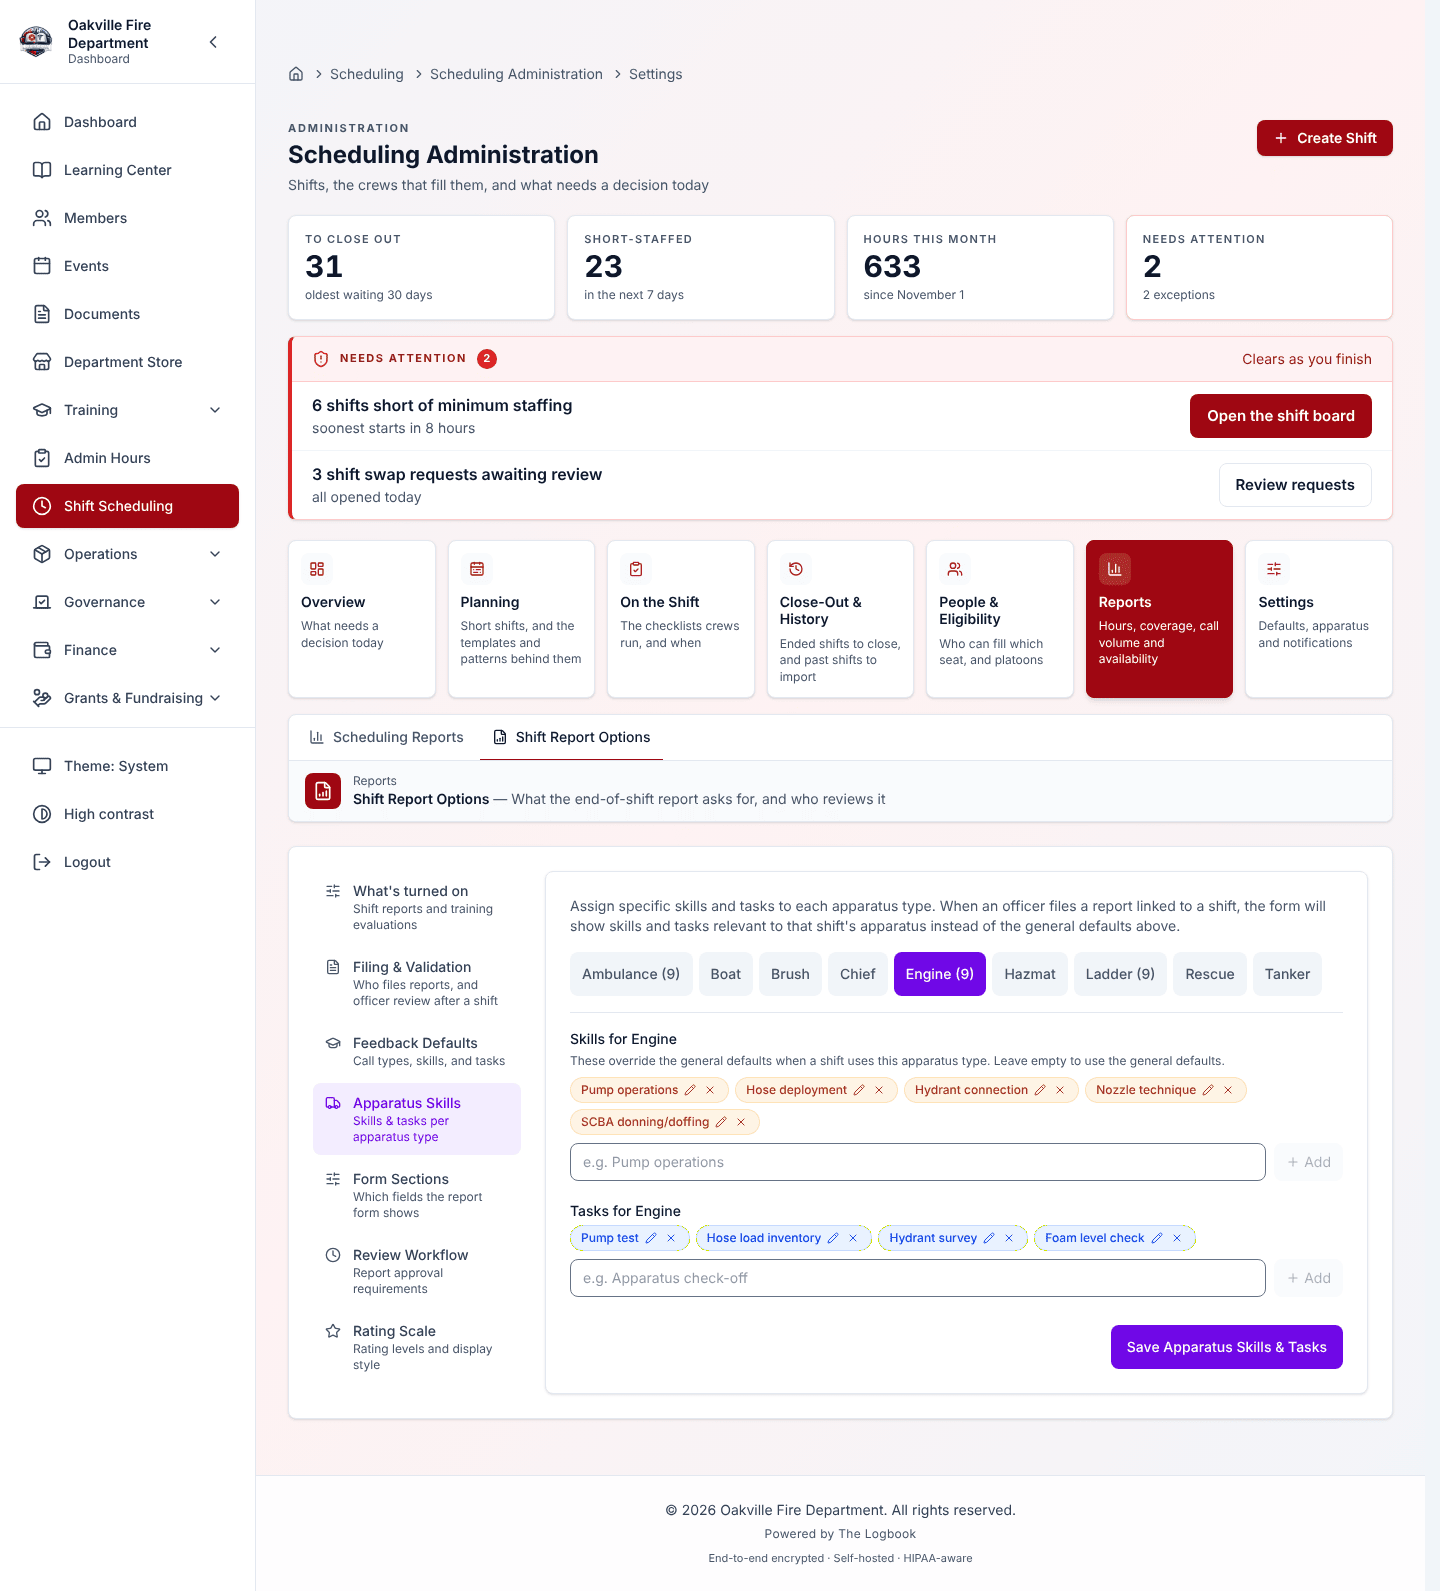 Oakville Fire
Department
Dashboard
Dashboard
Learning Center
Members
Events
Documents
Department Store
Training
Admin Hours
Shift Scheduling
Operations
Governance
Finance
Grants & Fundraising
Theme: System
High contrast
Logout
Scheduling
Scheduling Administration
Settings
ADMINISTRATION
Scheduling Administration
Shifts, the crews that fill them, and what needs a decision today
Create Shift
TO CLOSE OUT
31
oldest waiting 30 days
SHORT-STAFFED
23
in the next 7 days
HOURS THIS MONTH
633
since November 1
NEEDS ATTENTION
2
2 exceptions
NEEDS ATTENTION 2
Clears as you finish
6 shifts short of minimum staffing
soonest starts in 8 hours
Open the shift board
3 shift swap requests awaiting review
all opened today
Review requests
Overview
What needs a
decision today
Planning
Short shifts, and the
templates and
patterns behind them
On the Shift
The checklists crews
run, and when
Close-Out &
History
Ended shifts to close,
and past shifts to
import
People &
Eligibility
Who can fill which
seat, and platoons
Reports
Hours, coverage, call
volume and
availability
Settings
Defaults, apparatus
and notifications
Scheduling Reports
Shift Report Options
Reports
Shift Report Options — What the end-of-shift report asks for, and who reviews it
What's turned on
Shift reports and training
evaluations
Filing & Validation
Who files reports, and
officer review after a shift
Feedback Defaults
Call types, skills, and tasks
Apparatus Skills
Skills & tasks per
apparatus type
Form Sections
Which fields the report
form shows
Review Workflow
Report approval
requirements
Rating Scale
Rating levels and display
style
Assign specific skills and tasks to each apparatus type. When an officer files a report linked to a shift, the form will
show skills and tasks relevant to that shift's apparatus instead of the general defaults above.
Ambulance (9)
Boat
Brush
Chief
Engine (9)
Hazmat
Ladder (9)
Rescue
Tanker
Skills for Engine
These override the general defaults when a shift uses this apparatus type. Leave empty to use the general defaults.
Pump operations
Hose deployment
Hydrant connection
Nozzle technique
SCBA donning/doffing
e.g. Pump operations
+ Add
Tasks for Engine
Pump test
Hose load inventory
Hydrant survey
Foam level check
e.g. Apparatus check-off
+ Add
Save Apparatus Skills & Tasks
© 2026 Oakville Fire Department. All rights reserved.
Powered by The Logbook
End-to-end encrypted · Self-hosted · HIPAA-aware